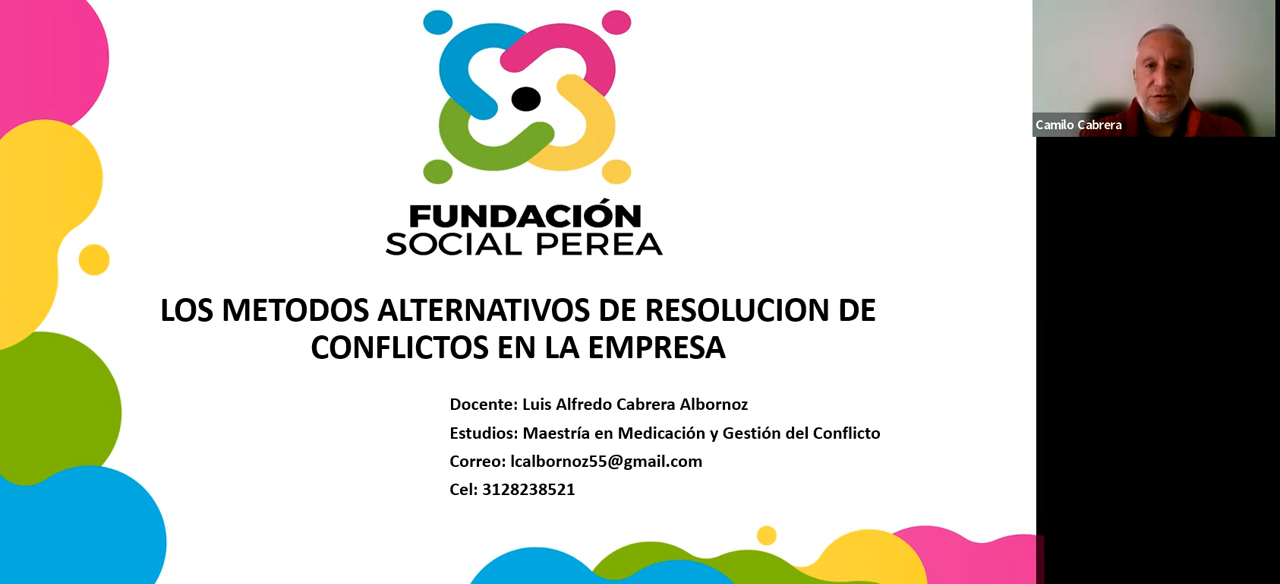 FUNDACIÓN
SOCIAL PEREA
LOS METODOS ALTERNATIVOS DE RESOLUCION DE
CONFLICTOS EN LA EMPRESA
Docente: Luis Alfredo Cabrera Albornoz
Estudios: Maestría en Medicación y Gestión del Conflicto
Correo: lcalbornoz55@gmail.com
Cel: 3128238521
Camilo Cabrera